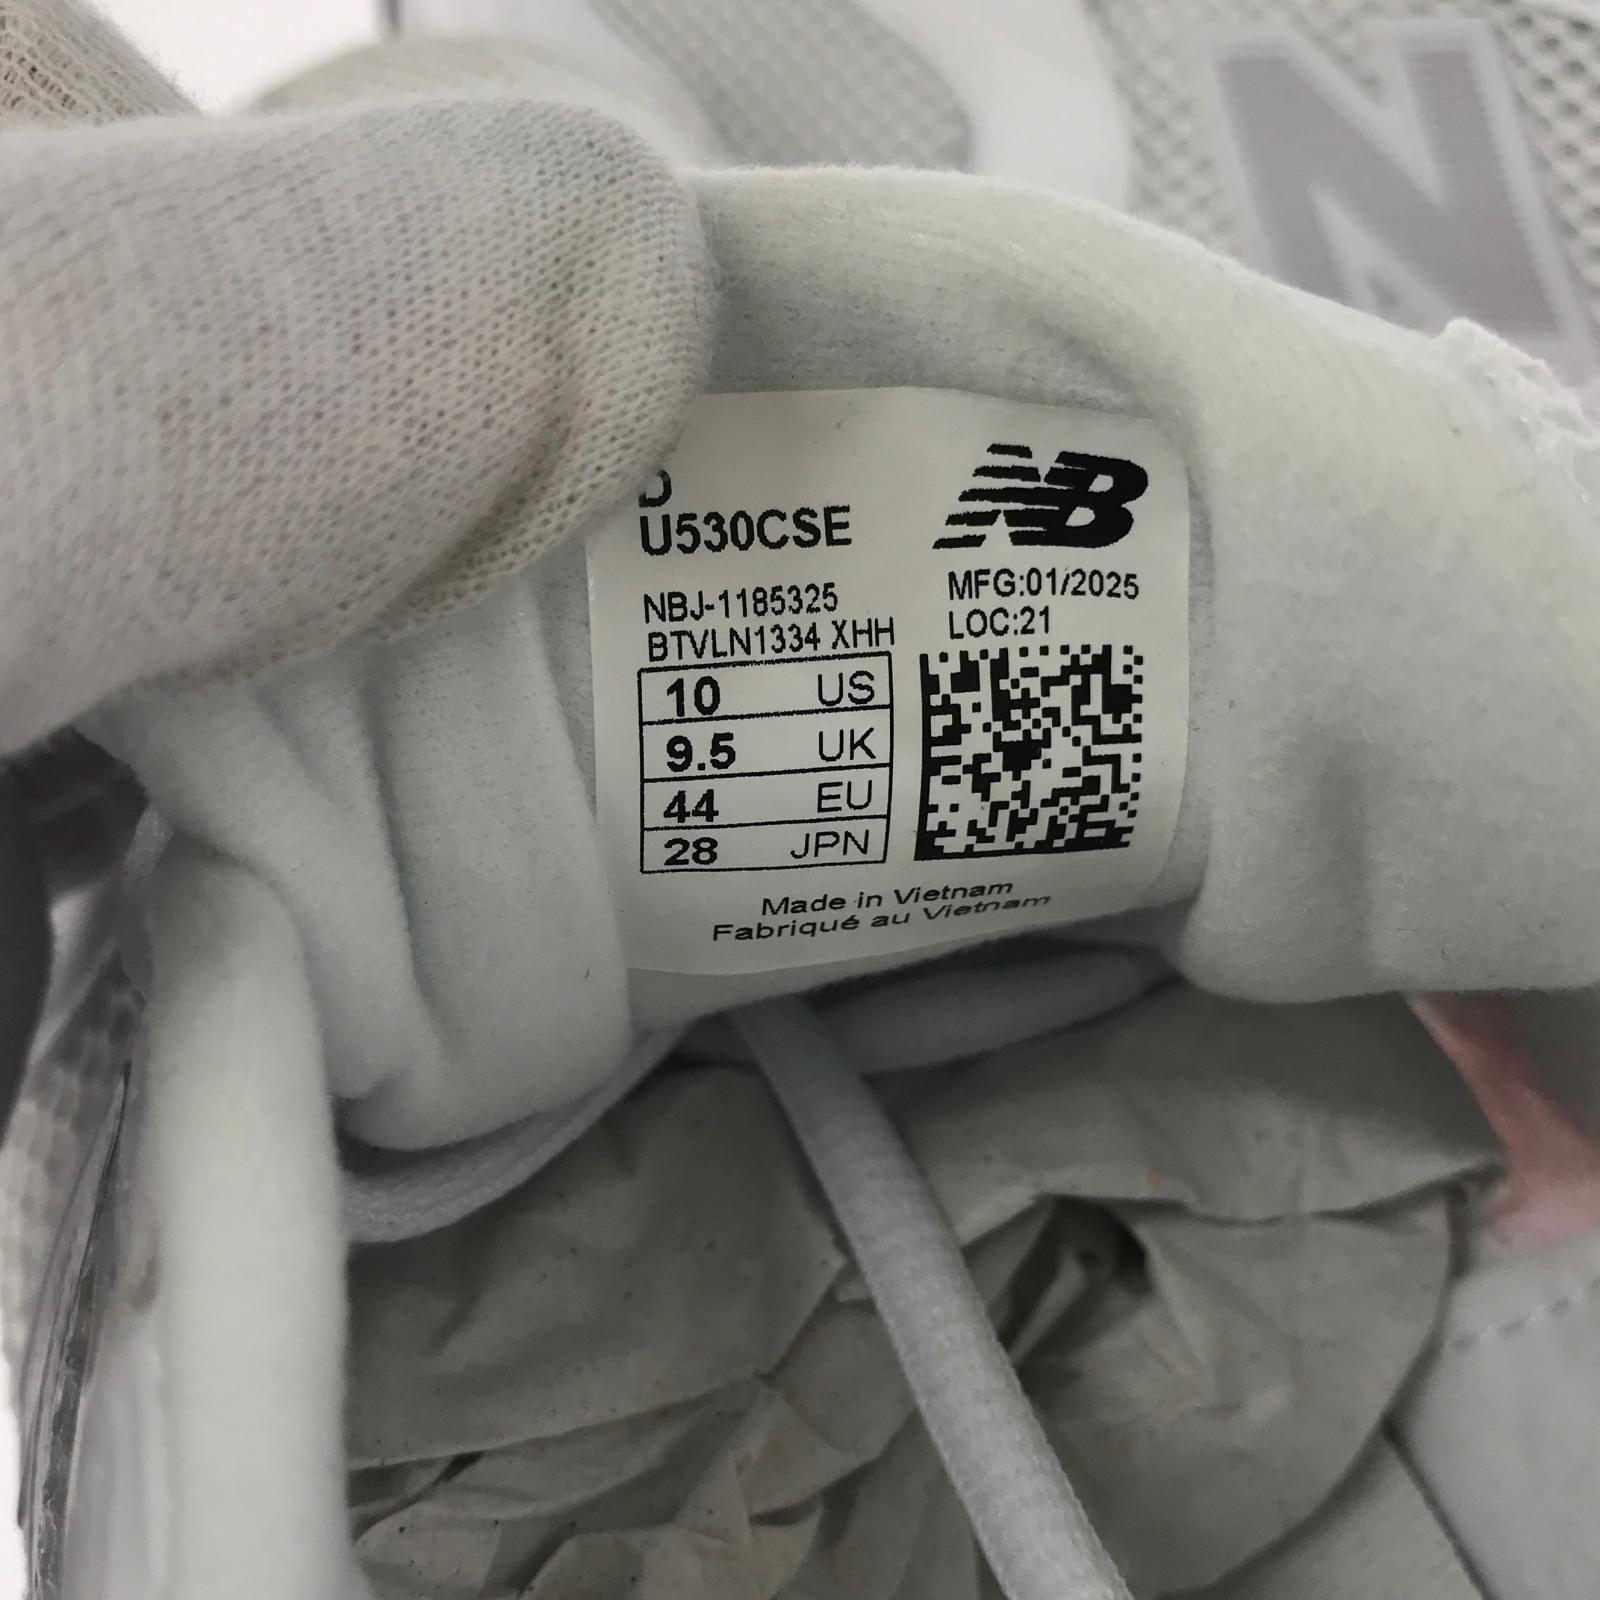 D
U530CSE
NB
NBJ-1185325
MFG:01/2025
BTVLN1334 XHH
LOC:21
10 US
9.5 UK
44 EU
28 JPN
Made in Vietnam
Fabriqué au Vietnam
N